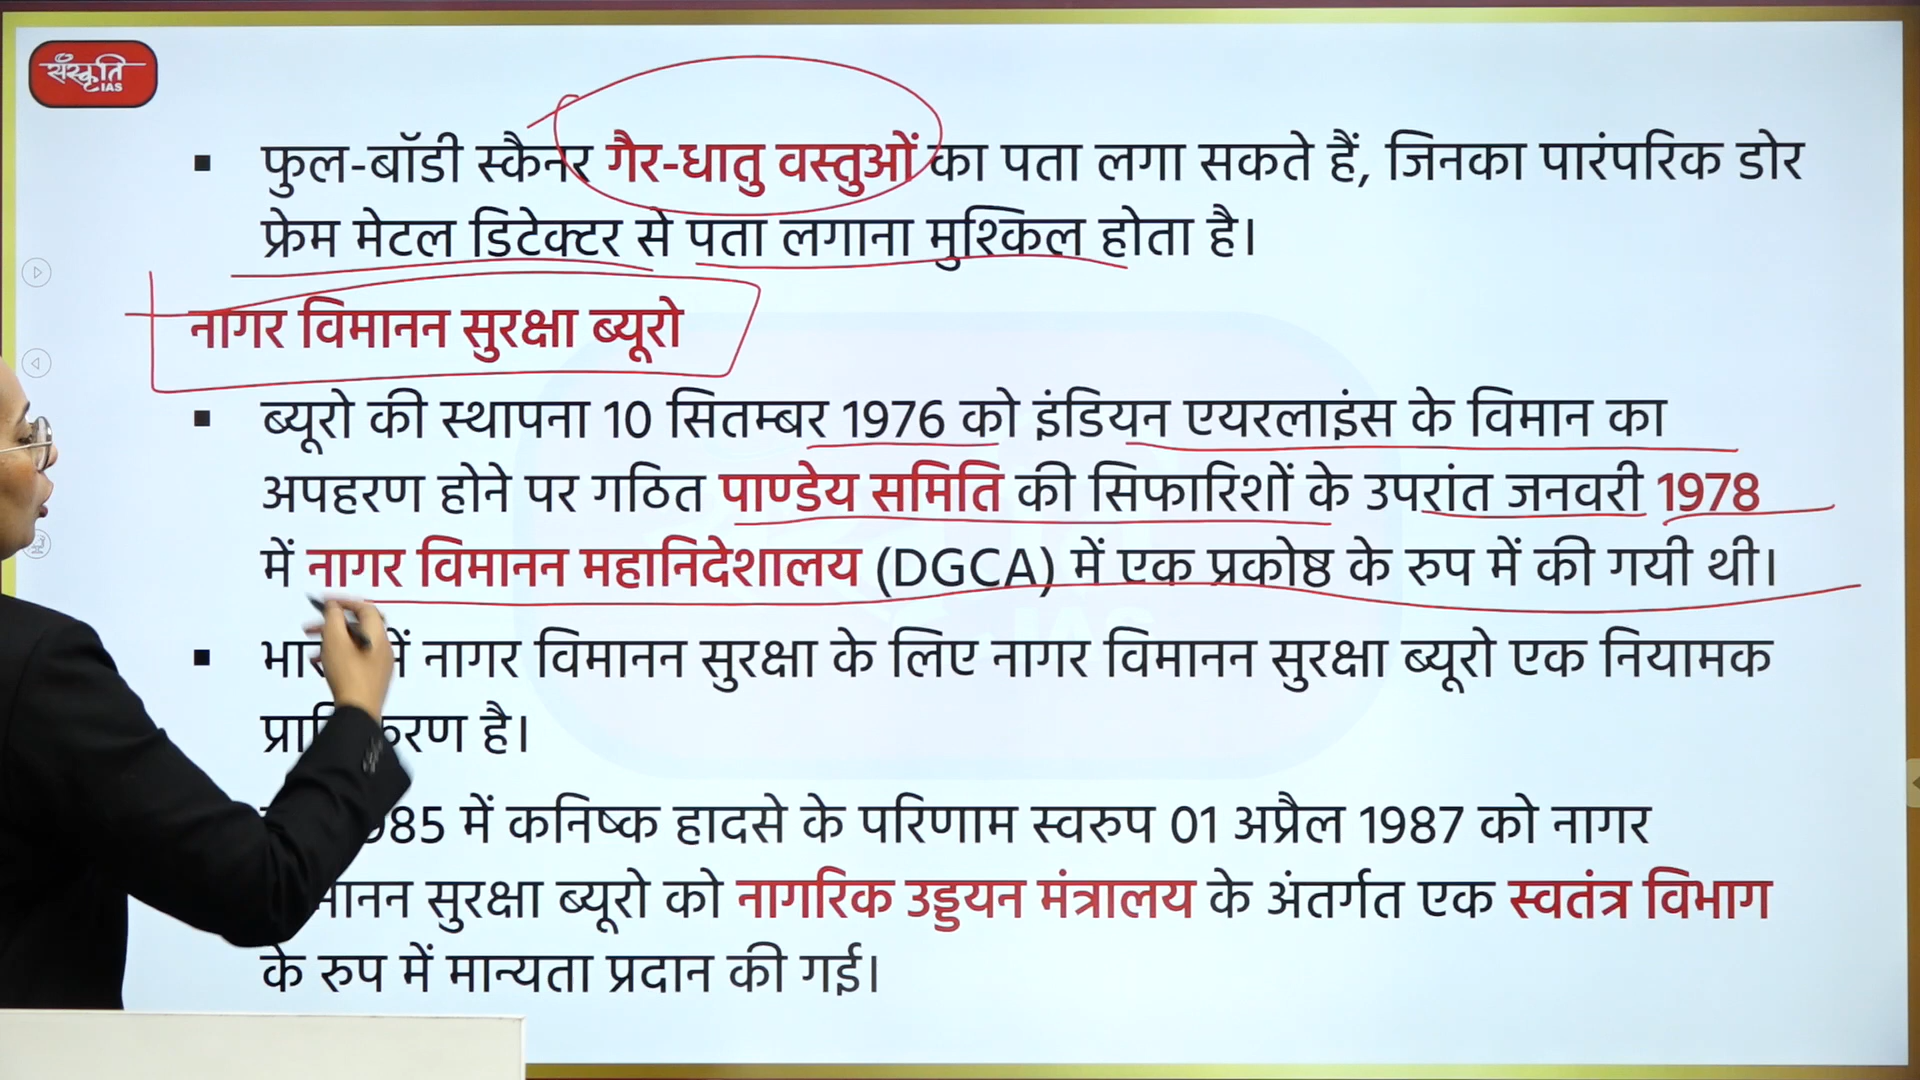 संस्कृति
IAS
फुल-बॉडी स्कैनर गैर-धातु वस्तुओं का पता लगा सकते हैं, जिनका पारंपरिक डोर
फ्रेम मेटल डिटेक्टर से पता लगाना मुश्किल होता है।
नागर विमानन सुरक्षा ब्यूरो
ब्यूरो की स्थापना 10 सितम्बर 1976 को इंडियन एयरलाइंस के विमान का
अपहरण होने पर गठित पाण्डेय समिति की सिफारिशों के उपरांत जनवरी 1978
में नागर विमानन महानिदेशालय (DGCA) में एक प्रकोष्ठ के रुप में की गयी थी।
नागर विमानन सुरक्षा के लिए नागर विमानन सुरक्षा ब्यूरो एक नियामक
है।
में कनिष्क हादसे के परिणाम स्वरुप 01 अप्रैल 1987 को नागर
सुरक्षा ब्यूरो को नागरिक उड्डयन मंत्रालय के अंतर्गत एक स्वतंत्र विभाग
के रुप में मान्यता प्रदान की गई।